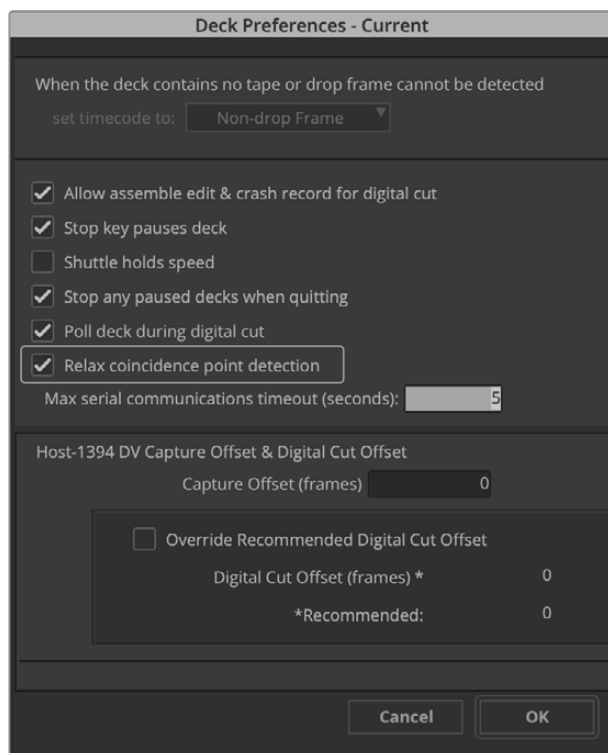 Deck Preferences - Current
When the deck contains no tape or drop frame cannot be detected
set timecode to: Non-drop Frame
Allow assemble edit & crash record for digital cut
Stop key pauses deck
Shuttle holds speed
Stop any paused decks when quitting
Poll deck during digital cut
Relax coincidence point detection
Max serial communications timeout (seconds): 5
Host-1394 DV Capture Offset & Digital Cut Offset
Capture Offset (frames) 0
Override Recommended Digital Cut Offset
Digital Cut Offset (frames) * 0
*Recommended: 0
Cancel OK